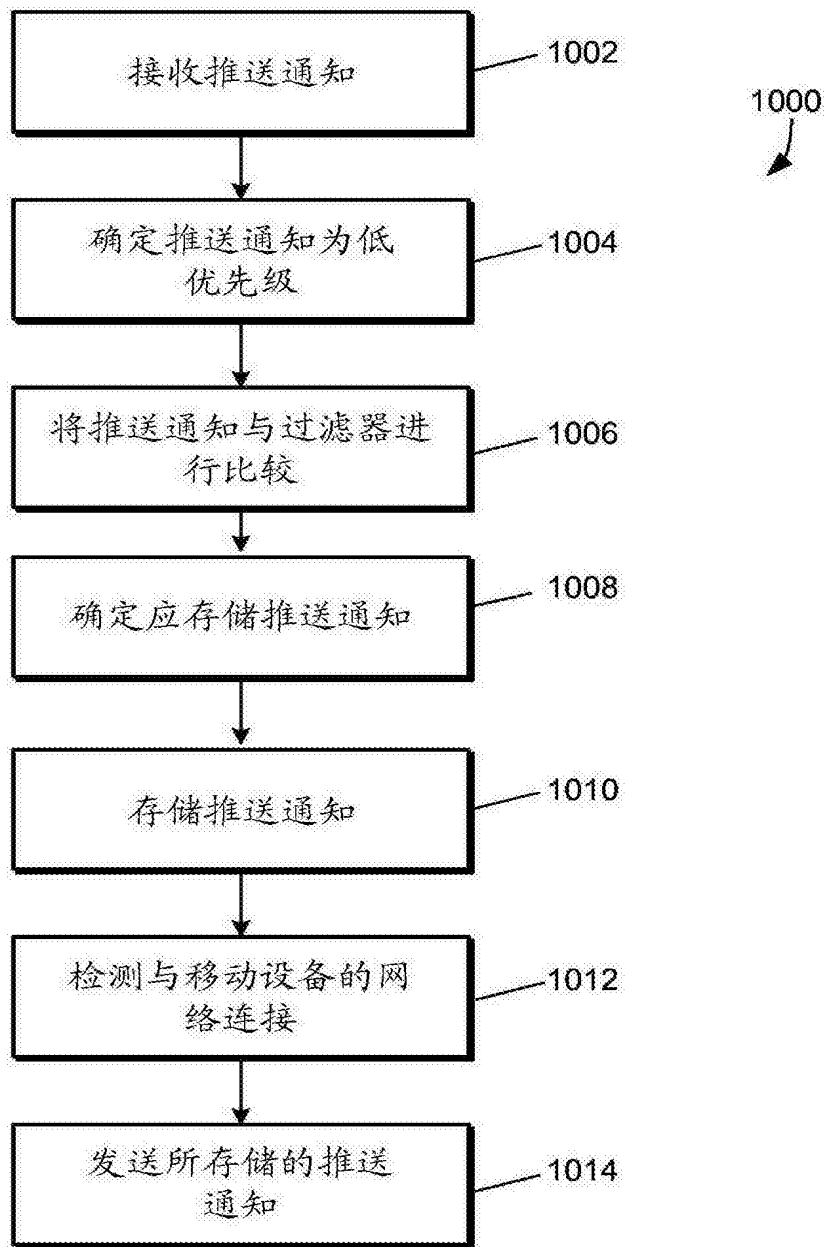 接收推送通知
1002
1000
确定推送通知为低
优先级
1004
将推送通知与过滤器进
行比较
1006
确定应存储推送通知
1008
存储推送通知
1010
检测与移动设备的网
络连接
1012
发送所存储的推送
通知
1014